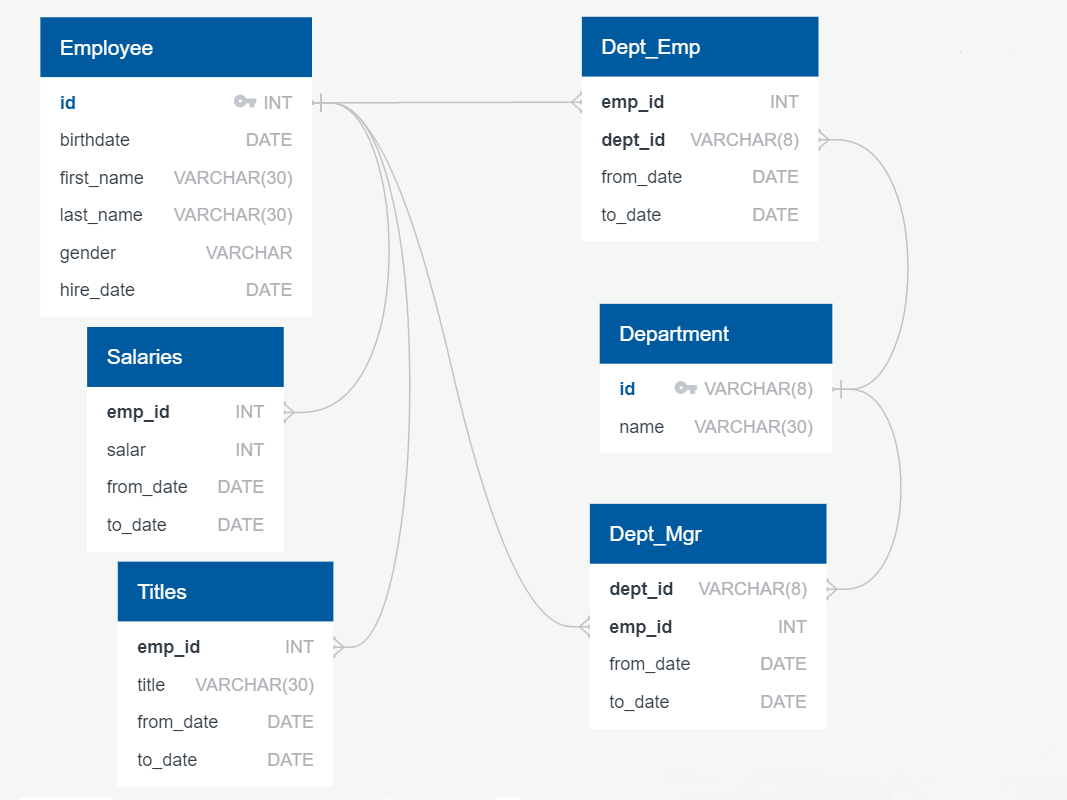 Employee
id INT
birthdate DATE
first_name VARCHAR(30)
last_name VARCHAR(30)
gender VARCHAR
hire_date DATE
Salaries
emp_id INT
salar INT
from_date DATE
to_date DATE
Titles
emp_id INT
title VARCHAR(30)
from_date DATE
to_date DATE
Dept_Emp
emp_id INT
dept_id VARCHAR(8)
from_date DATE
to_date DATE
Department
id VARCHAR(8)
name VARCHAR(30)
Dept_Mgr
dept_id VARCHAR(8)
emp_id INT
from_date DATE
to_date DATE